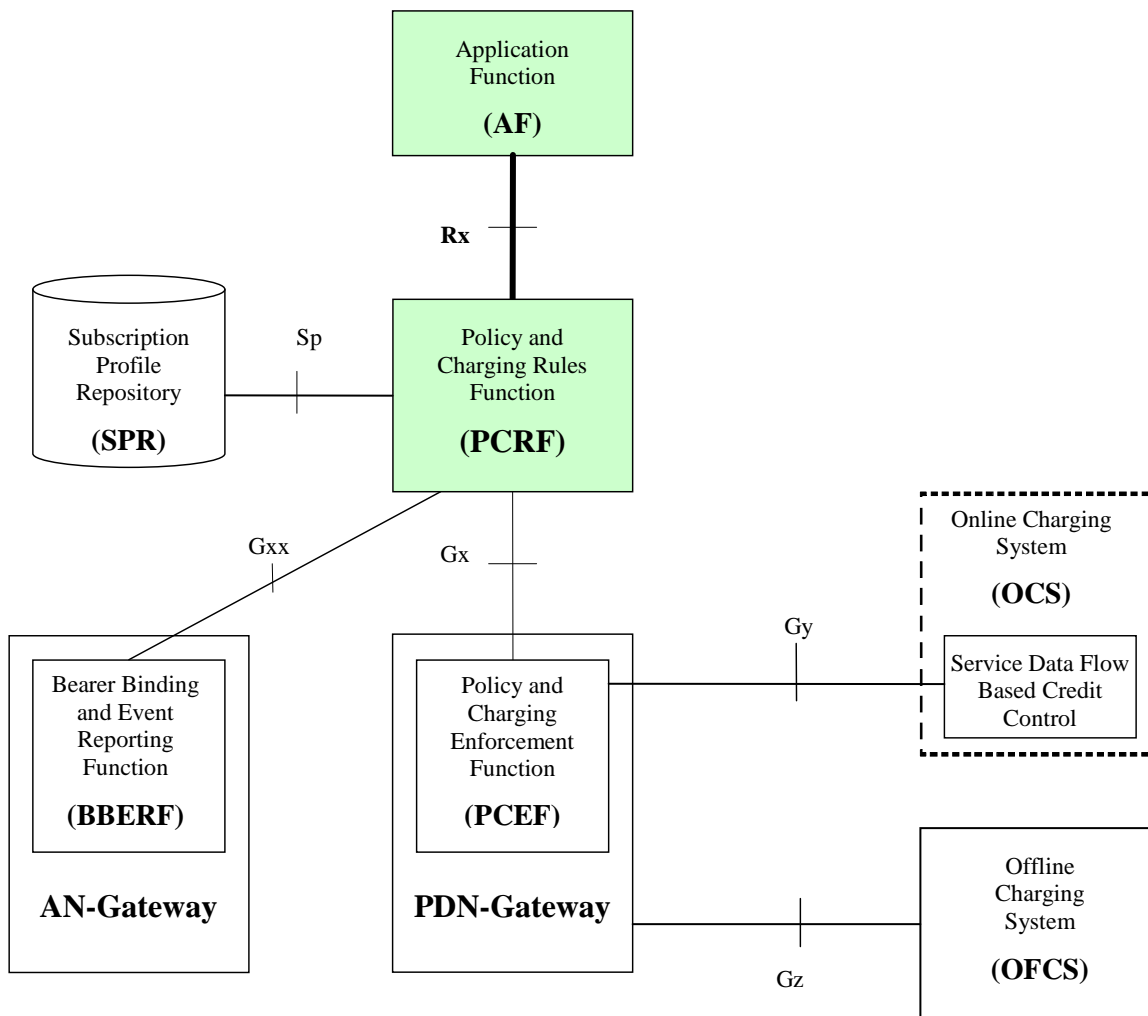 Application
Function
(AF)
Rx
Subscription
Profile
Repository
(SPR)
Sp
Policy and
Charging Rules
Function
(PCRF)
Gxx
Gx
Online Charging
System
(OCS)
Service Data Flow
Based Credit
Control
Gy
Bearer Binding
and Event
Reporting
Function
(BBERF)
AN-Gateway
Policy and
Charging
Enforcement
Function
(PCEF)
PDN-Gateway
Offline
Charging
System
(OFCS)
Gz